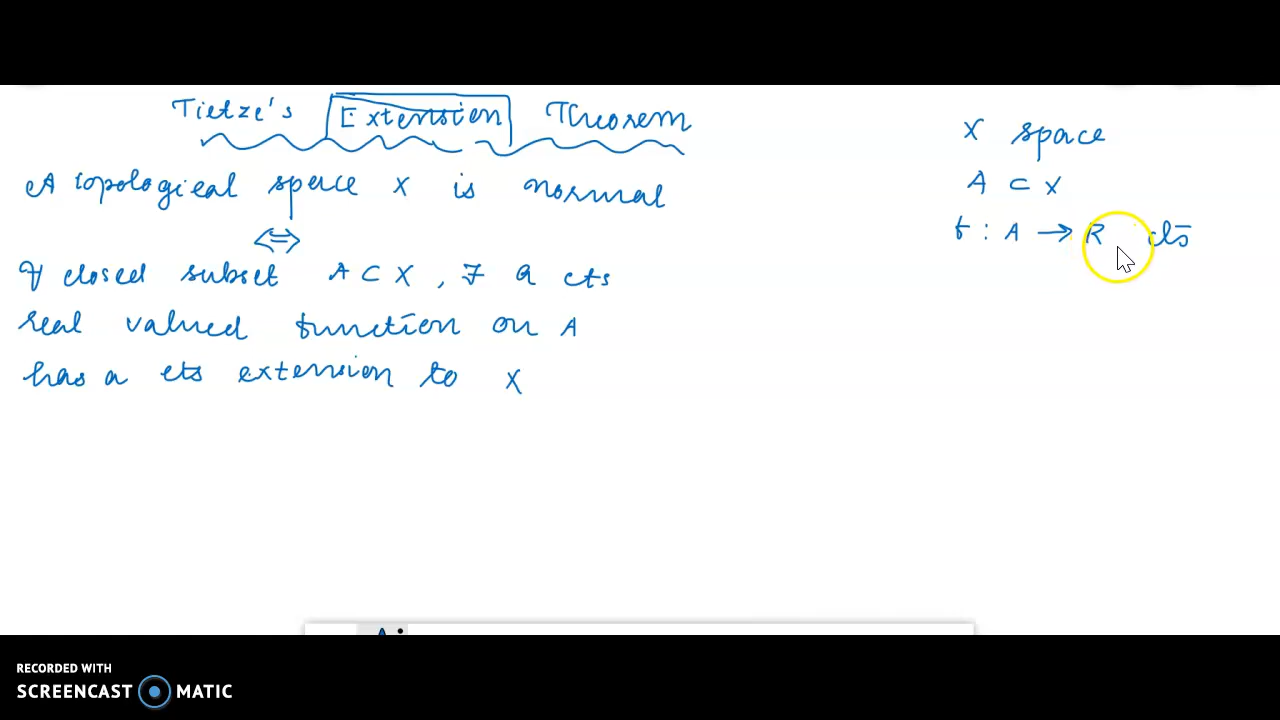 Tietze's Extension Theorem
A topological space X is normal
⇔
∀ closed subset A ⊂ X, ∃ a cts
real valued function on A
has a cts extension to X
X space
A ⊂ X
f : A → R cts
RECORDED WITH
SCREENCAST MATIC